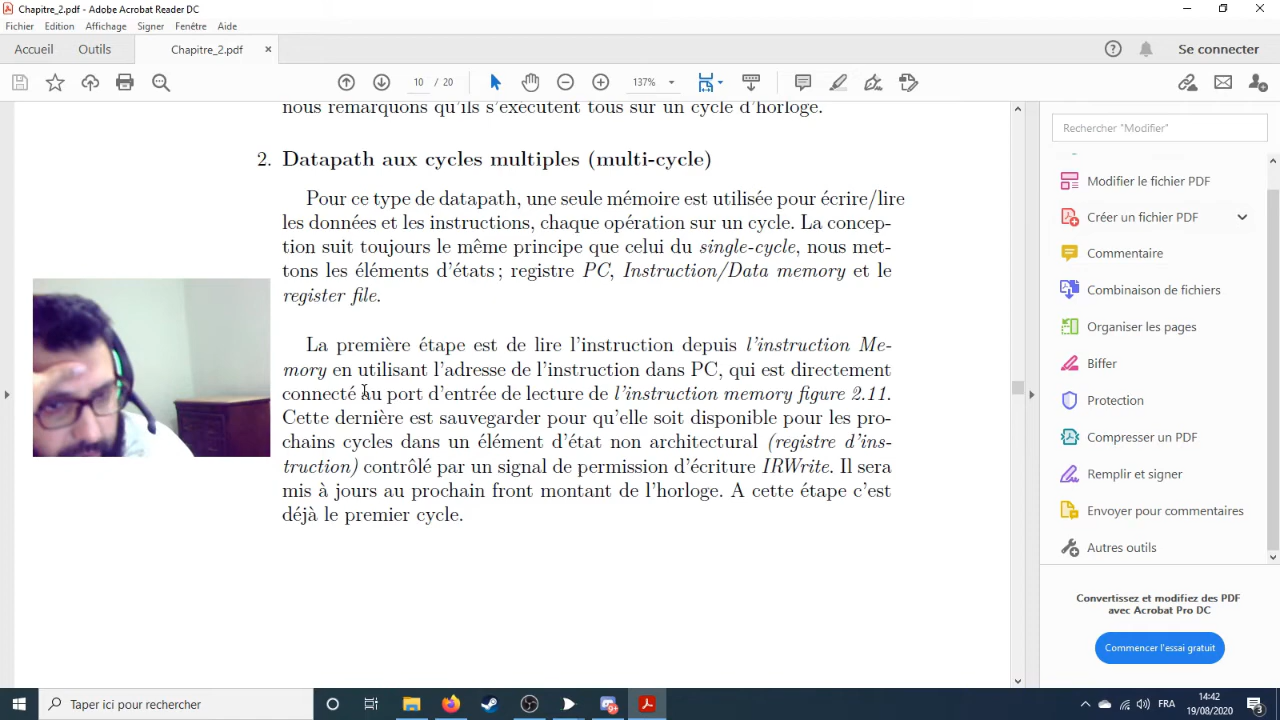 Chapitre_2.pdf - Adobe Acrobat Reader DC
Fichier Edition Affichage Signer Fenêtre Aide
Accueil Outils Chapitre_2.pdf × Se connecter
10 / 20 137%
nous remarquons qu'ils s'exécutent tous sur un cycle d'horloge.
2. Datapath aux cycles multiples (multi-cycle)
Pour ce type de datapath, une seule mémoire est utilisée pour écrire/lire
les données et les instructions, chaque opération sur un cycle. La concep-
tion suit toujours le même principe que celui du single-cycle, nous met-
tons les éléments d'états ; registre PC, Instruction/Data memory et le
register file.
La première étape est de lire l'instruction depuis l'instruction Me-
mory en utilisant l'adresse de l'instruction dans PC, qui est directement
connecté au port d'entrée de lecture de l'instruction memory figure 2.11.
Cette dernière est sauvegarder pour qu'elle soit disponible pour les pro-
chains cycles dans un élément d'état non architectural (registre d'ins-
truction) contrôlé par un signal de permission d'écriture IRWrite. Il sera
mis à jours au prochain front montant de l'horloge. A cette étape c'est
déjà le premier cycle.
Rechercher "Modifier"
Modifier le fichier PDF
Créer un fichier PDF
Commentaire
Combinaison de fichiers
Organiser les pages
Biffer
Protection
Compresser un PDF
Remplir et signer
Envoyer pour commentaires
Autres outils
Convertissez et modifiez des PDF
avec Acrobat Pro DC
Commencer l'essai gratuit
Taper ici pour rechercher
FRA
14:42
19/08/2020